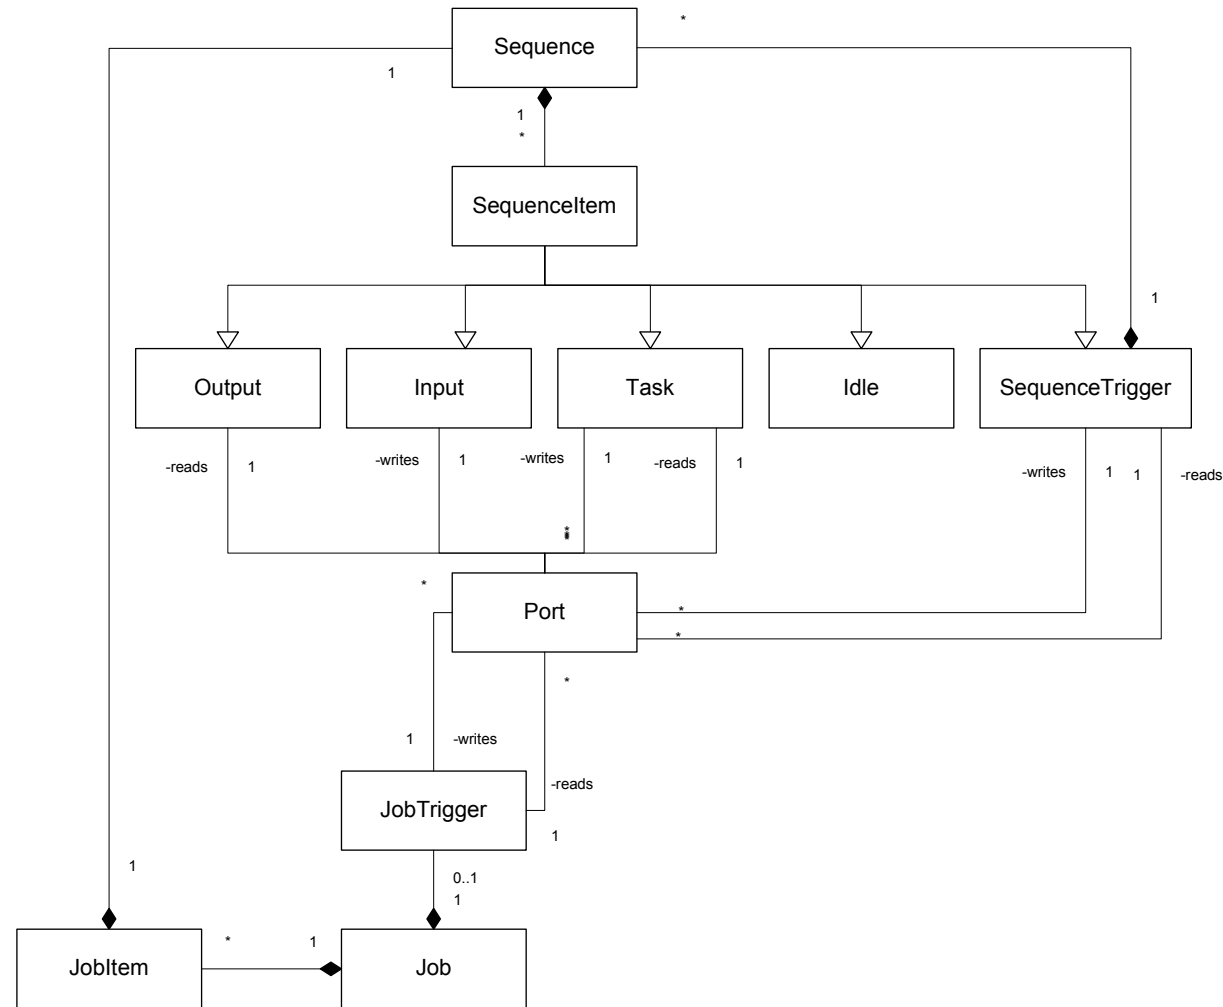 *
Sequence
1
1
*
SequenceItem
1
Output
Input
Task
Idle
SequenceTrigger
-reads
1
-writes
1
-writes
1
-reads
1
-writes
1
1
-reads
*
*
*
*
Port
*
*
*
1
-writes
-reads
JobTrigger
1
1
0..1
1
*
1
JobItem
Job